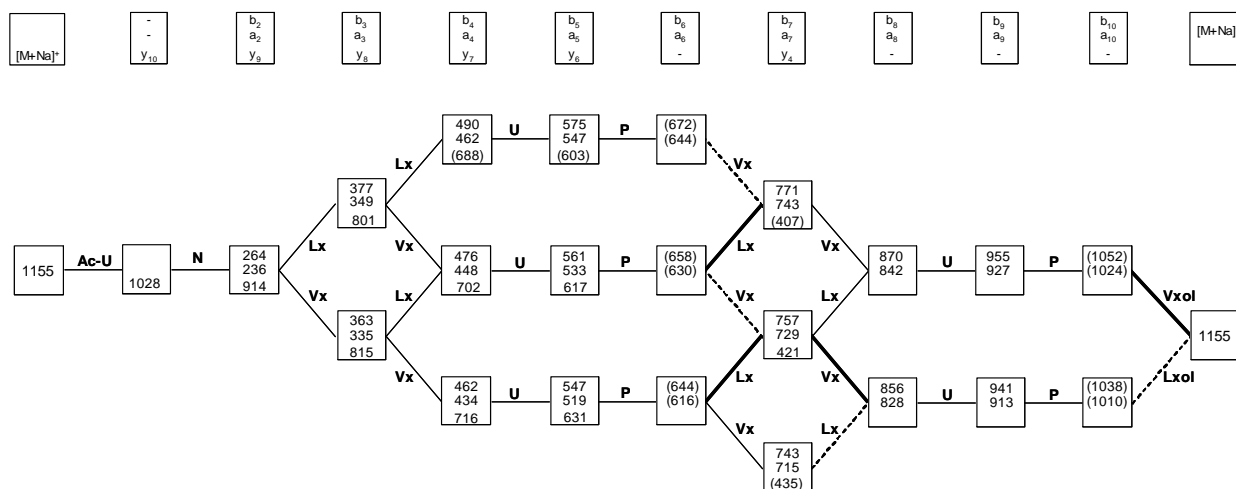 [M+Na]⁺
-
-
y₁₀
b₂
a₂
y₉
b₃
a₃
y₈
b₄
a₄
y₇
b₅
a₅
y₆
b₆
a₆
-
b₇
a₇
y₄
b₈
a₈
-
b₉
a₉
-
b₁₀
a₁₀
-
[M+Na]
490
462
(688)
U
575
547
(603)
P
(672)
(644)
Lx
Vx
377
349
801
771
743
(407)
Lx
Vx
Lx
Vx
1155
Ac-U
1028
N
264
236
914
476
448
702
U
561
533
617
P
(658)
(630)
870
842
U
955
927
P
(1052)
(1024)
Vx
Lx
Vx
Lx
Vxol
363
335
815
757
729
421
1155
Vx
Lx
Vx
Lxol
462
434
716
U
547
519
631
P
(644)
(616)
856
828
U
941
913
P
(1038)
(1010)
Vx
Lx
743
715
(435)